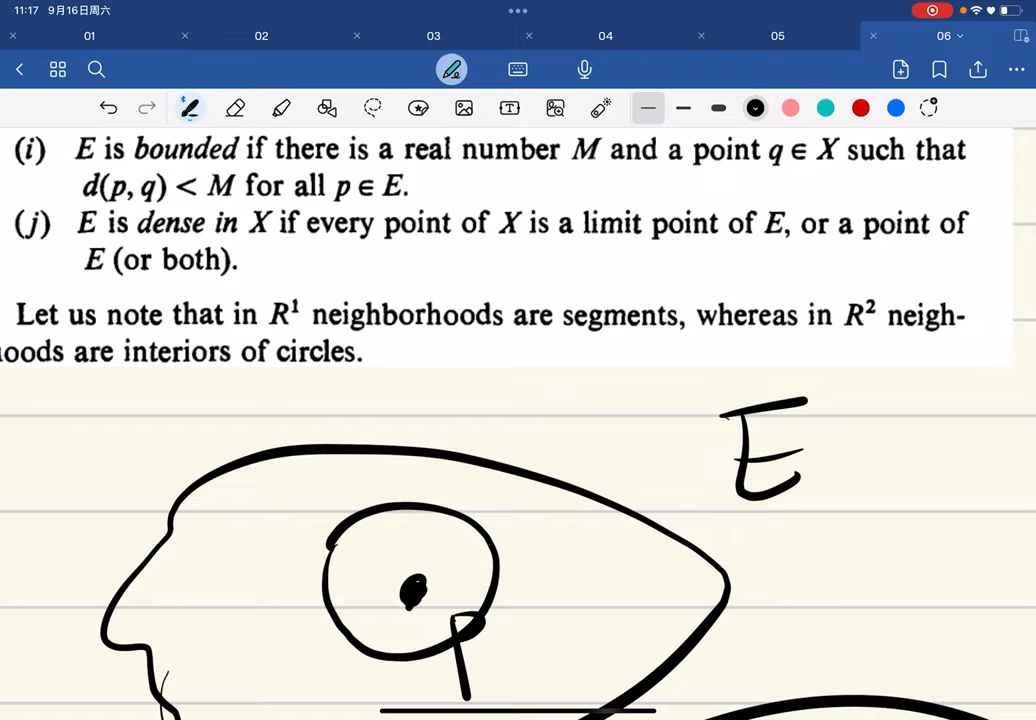 11:17 9月16日周六
01 02 03 04 05 06
(i) E is bounded if there is a real number M and a point q ∈ X such that
d(p, q) < M for all p ∈ E.
(j) E is dense in X if every point of X is a limit point of E, or a point of
E (or both).
Let us note that in R¹ neighborhoods are segments, whereas in R² neigh-
oods are interiors of circles.
E